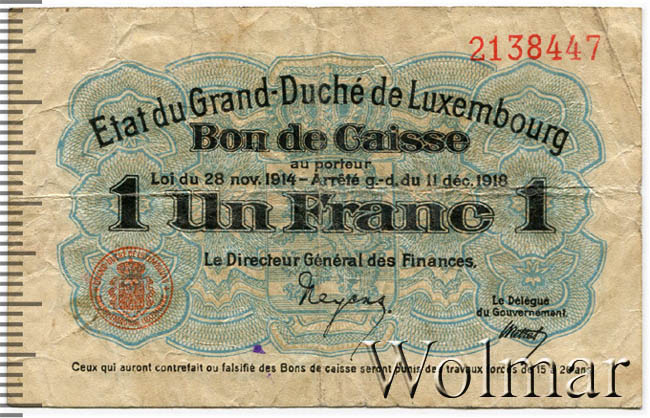 2138447
Etat du Grand-Duché de Luxembourg
Bon de Caisse
au porteur
Loi du 28 nov. 1914 - Arrêté g.-d. du 11 déc. 1918
1 Un Franc 1
Le Directeur Général des Finances,
Neyens
Le Délégué
du Gouvernement.
Ceux qui auront contrefait ou falsifié des Bons de caisse seront punis de travaux forcés de 15 à 20 ans.
Wolmar